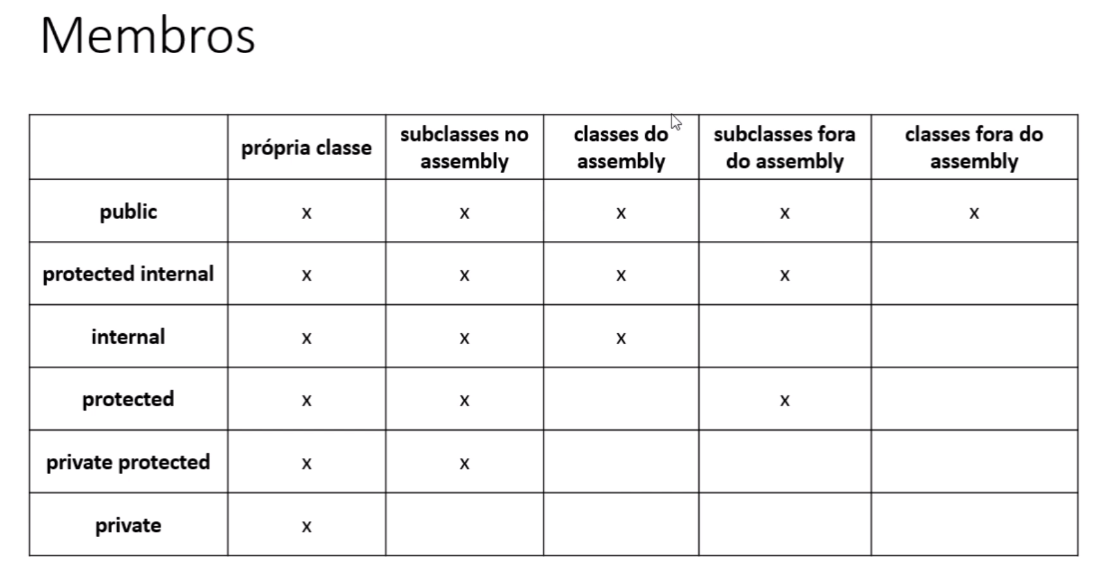 Membros
própria classe subclasses no assembly classes do assembly subclasses fora do assembly classes fora do assembly
public x x x x x
protected internal x x x x
internal x x x
protected x x x
private protected x x
private x